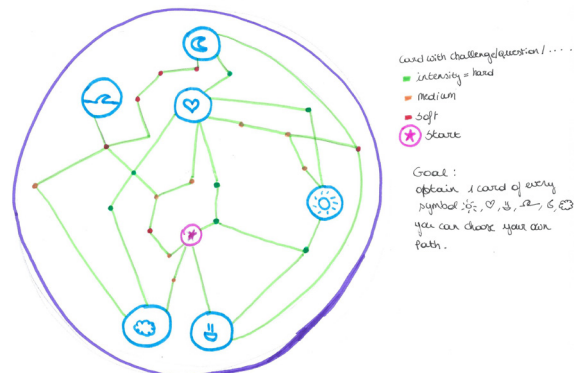 Card with challenge/question/....
intensity = hard
medium
soft
Start
Goal:
optain 1 card of every
symbol
you can choose your own
path.